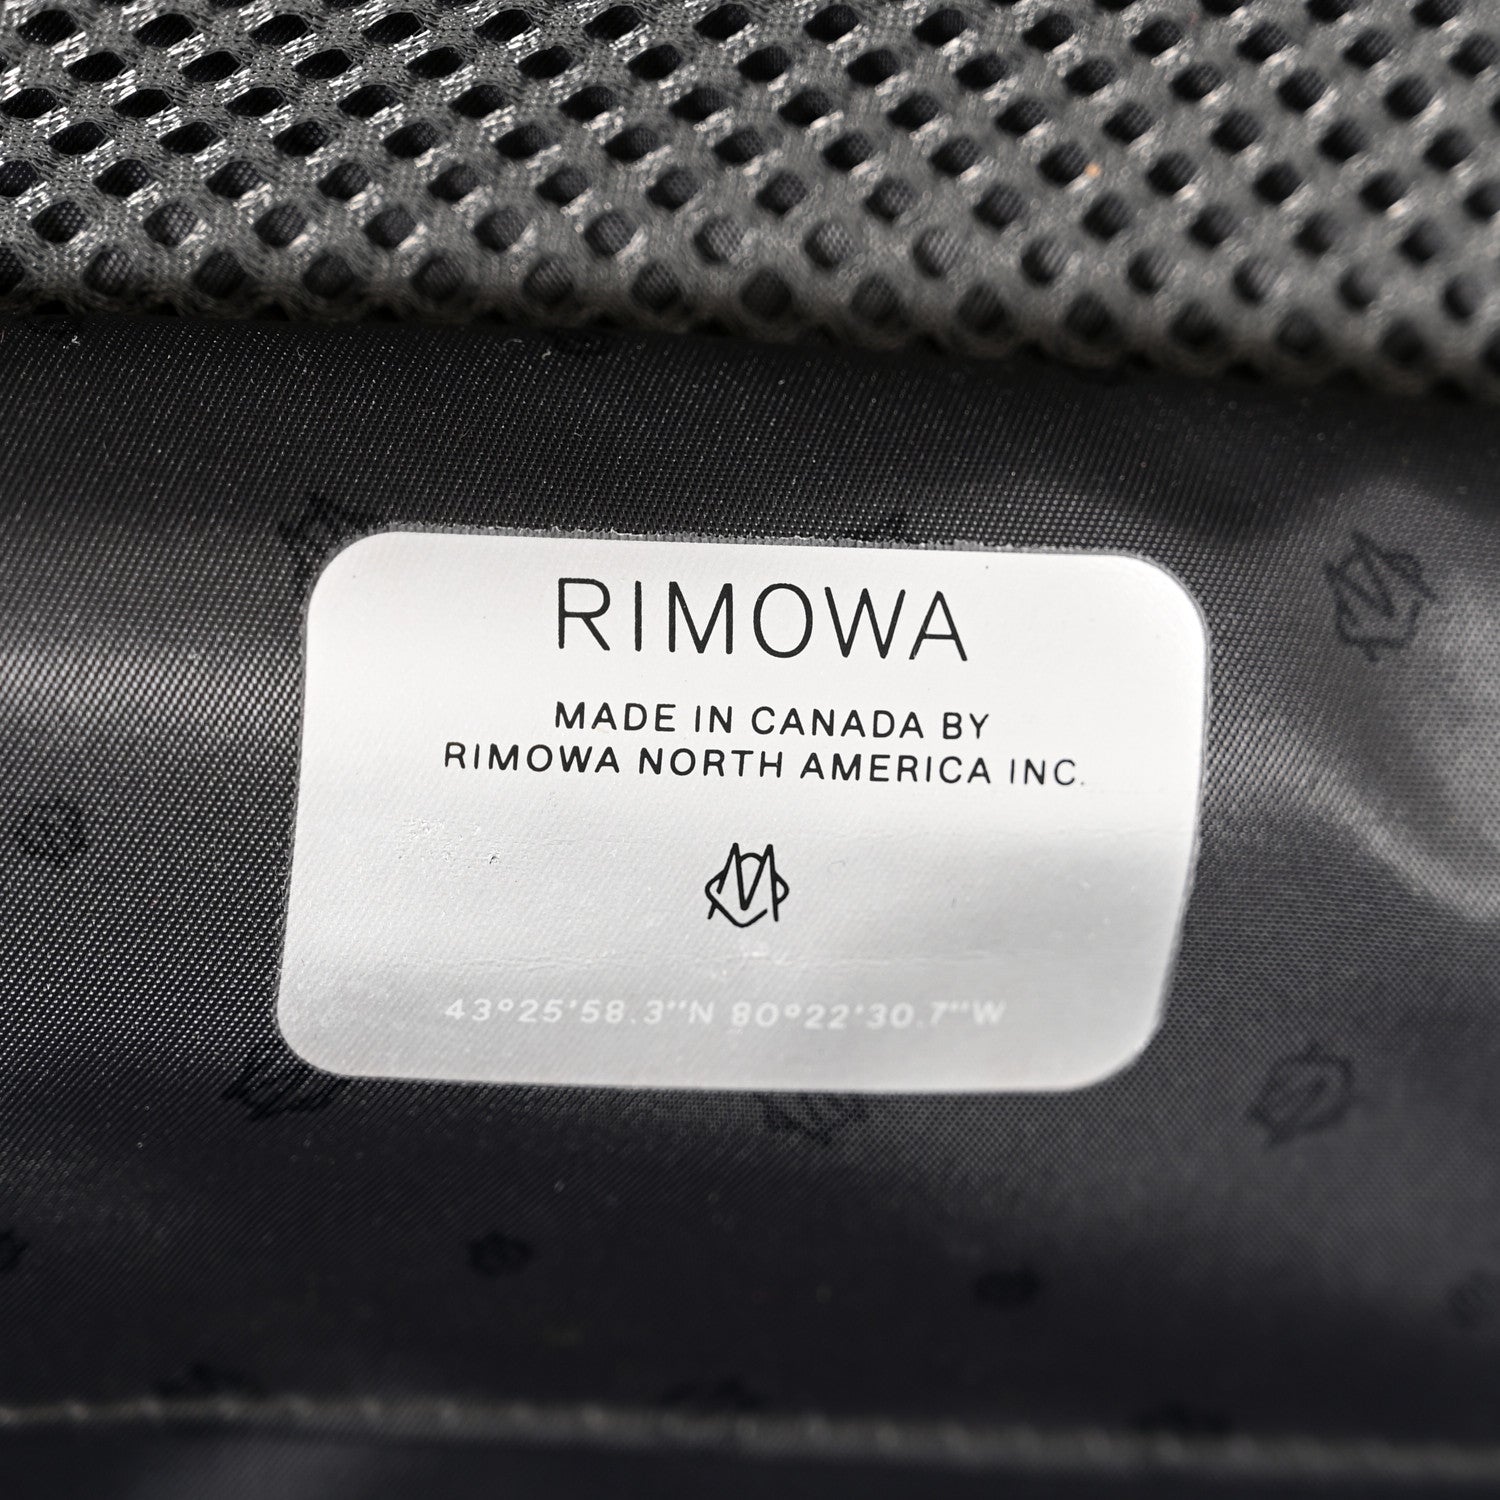 RIMOWA
MADE IN CANADA BY
RIMOWA NORTH AMERICA INC.
43°25'58.3"N 80°22'30.7"W